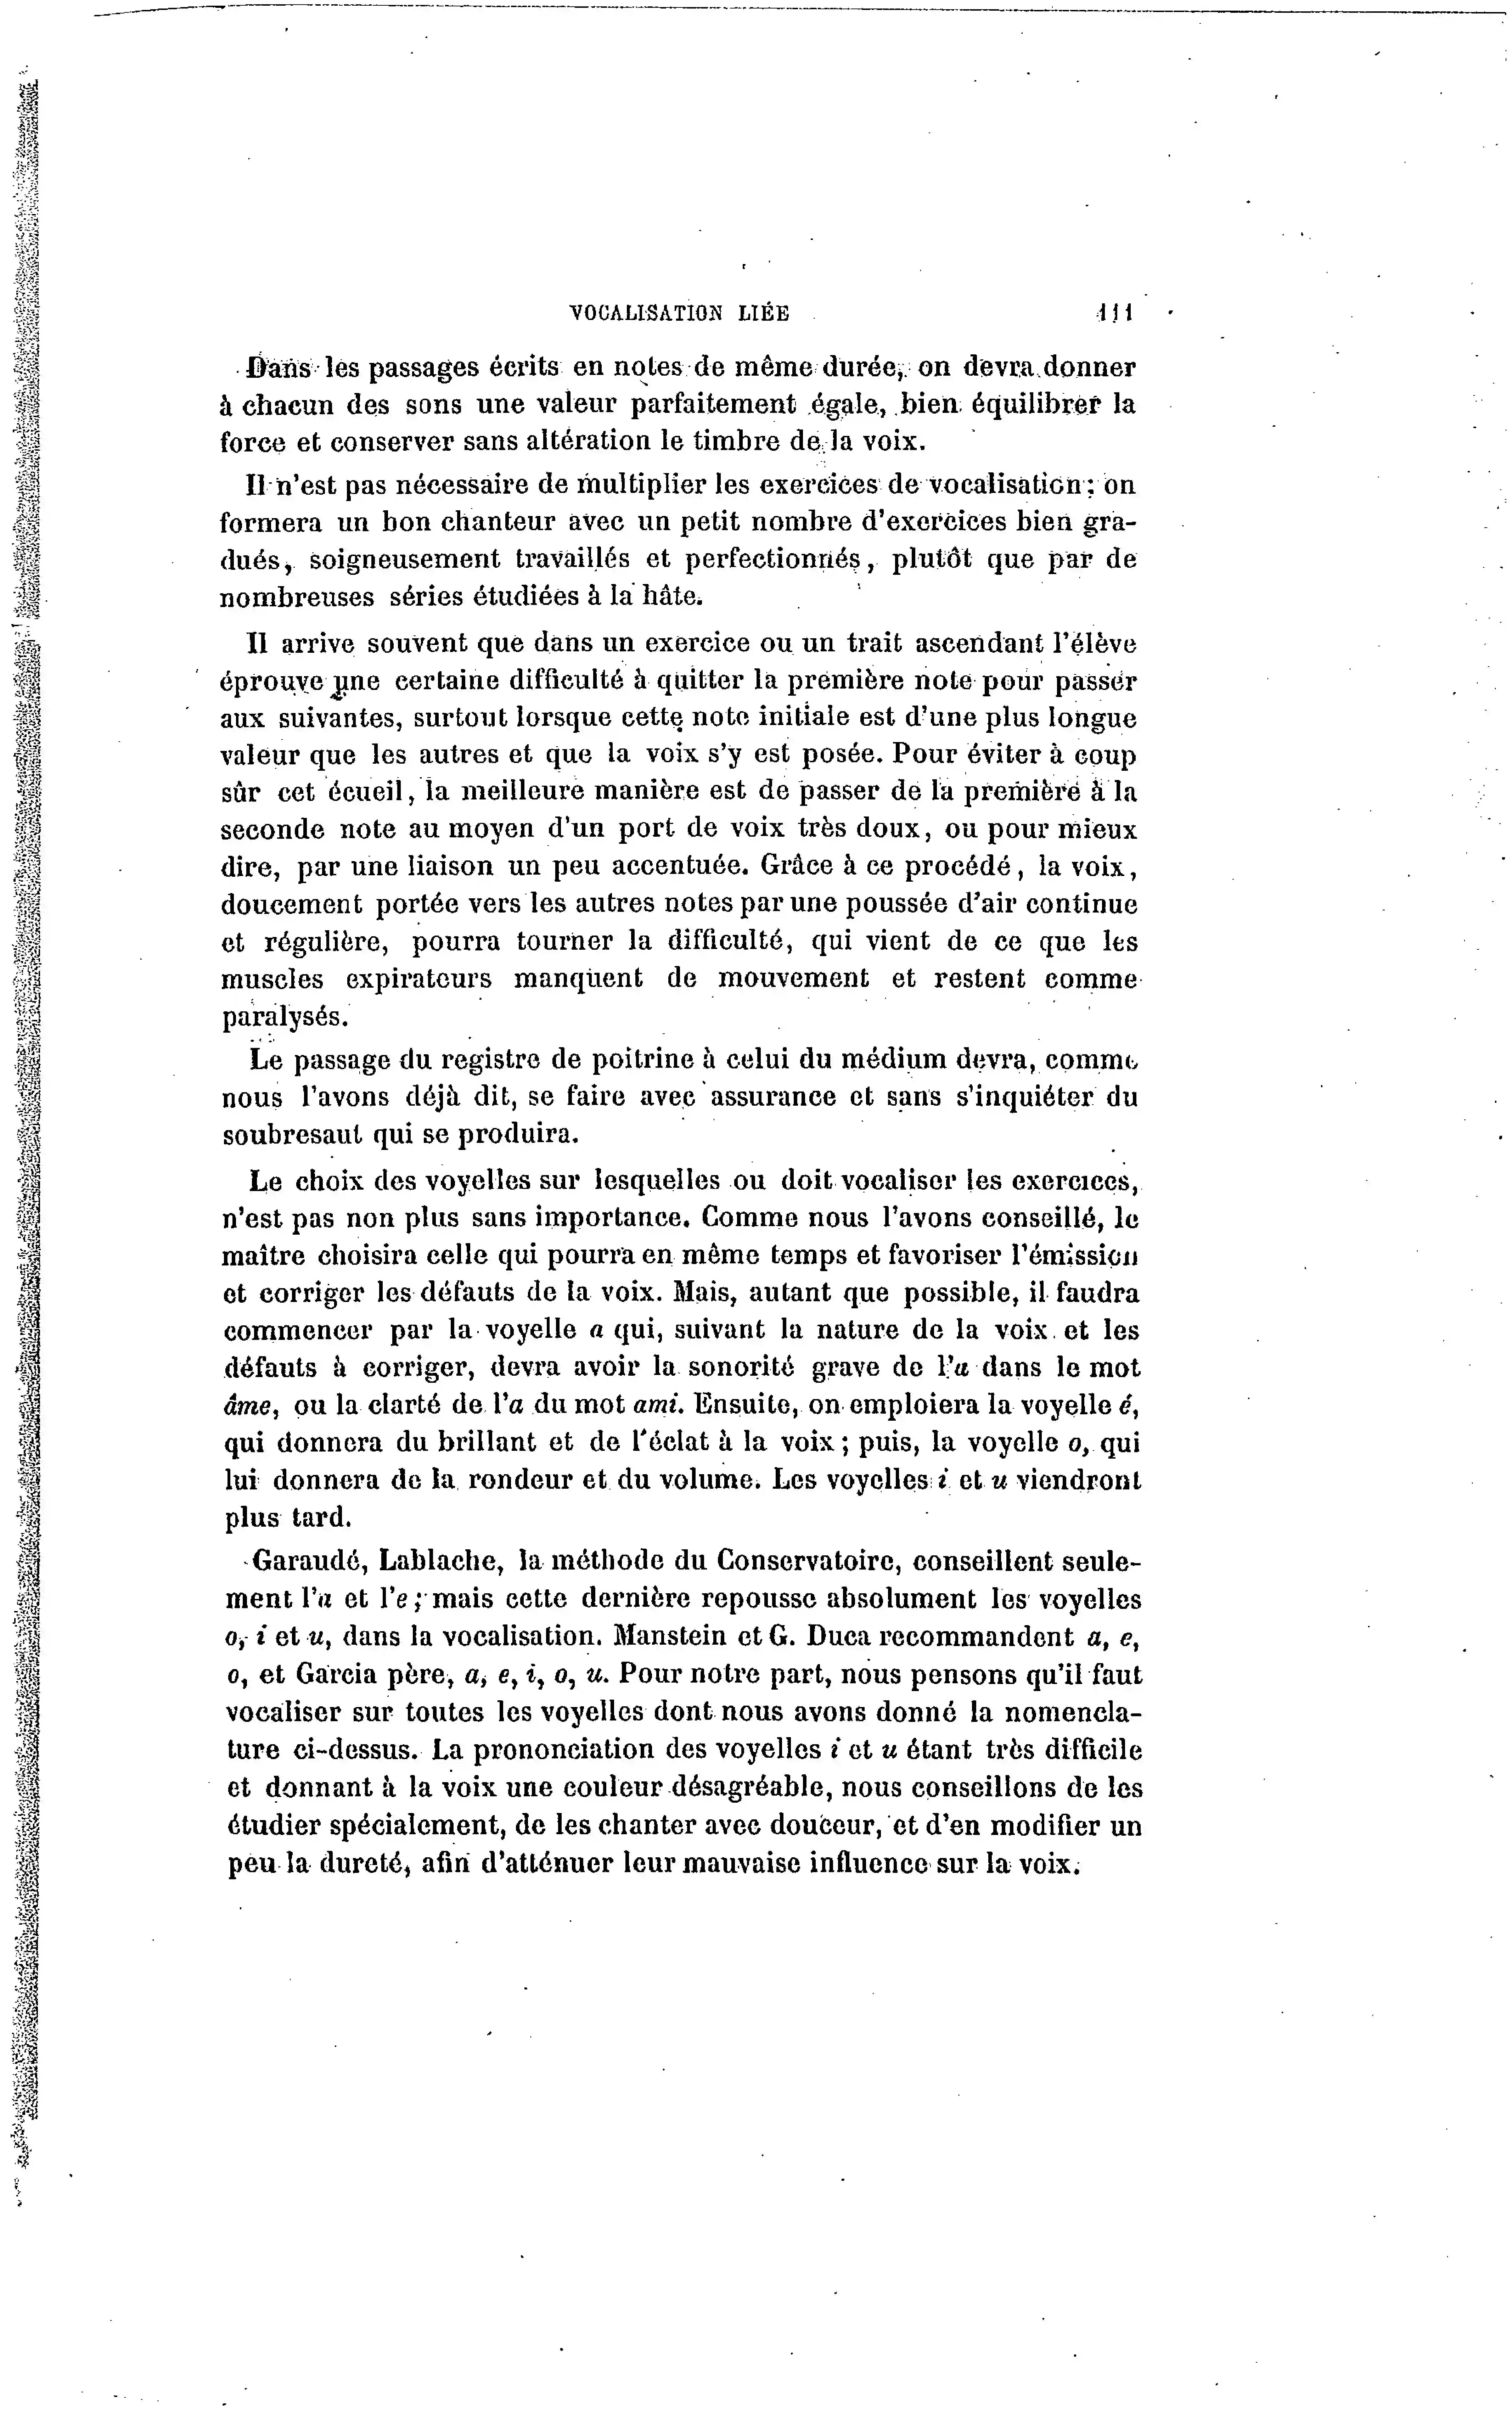 VOCALISATION LIÉE 111
Dans les passages écrits en notes de même durée, on devra donner
à chacun des sons une valeur parfaitement égale, bien équilibrer la
force et conserver sans altération le timbre de la voix.
Il n'est pas nécessaire de multiplier les exercices de vocalisation ; on
formera un bon chanteur avec un petit nombre d'exercices bien gra-
dués, soigneusement travaillés et perfectionnés, plutôt que par de
nombreuses séries étudiées à la hâte.
Il arrive souvent que dans un exercice ou un trait ascendant l'élève
éprouve une certaine difficulté à quitter la première note pour passer
aux suivantes, surtout lorsque cette note initiale est d'une plus longue
valeur que les autres et que la voix s'y est posée. Pour éviter à coup
sûr cet écueil, la meilleure manière est de passer de la première à la
seconde note au moyen d'un port de voix très doux, ou pour mieux
dire, par une liaison un peu accentuée. Grâce à ce procédé, la voix,
doucement portée vers les autres notes par une poussée d'air continue
et régulière, pourra tourner la difficulté, qui vient de ce que les
muscles expirateurs manquent de mouvement et restent comme
paralysés.
Le passage du registre de poitrine à celui du médium devra, comme
nous l'avons déjà dit, se faire avec assurance et sans s'inquiéter du
soubresaut qui se produira.
Le choix des voyelles sur lesquelles ou doit vocaliser les exercices,
n'est pas non plus sans importance. Comme nous l'avons conseillé, le
maître choisira celle qui pourra en même temps et favoriser l'émission
et corriger les défauts de la voix. Mais, autant que possible, il faudra
commencer par la voyelle a qui, suivant la nature de la voix et les
défauts à corriger, devra avoir la sonorité grave de l'a dans le mot
âme, ou la clarté de l'a du mot ami. Ensuite, on emploiera la voyelle é,
qui donnera du brillant et de l'éclat à la voix ; puis, la voyelle o, qui
lui donnera de la rondeur et du volume. Les voyelles i et u viendront
plus tard.
Garaudé, Lablache, la méthode du Conservatoire, conseillent seule-
ment l'a et l'e ; mais cette dernière repousse absolument les voyelles
o, i et u, dans la vocalisation. Manstein et G. Duca recommandent a, e,
o, et Garcia père, a, e, i, o, u. Pour notre part, nous pensons qu'il faut
vocaliser sur toutes les voyelles dont nous avons donné la nomencla-
ture ci-dessus. La prononciation des voyelles i et u étant très difficile
et donnant à la voix une couleur désagréable, nous conseillons de les
étudier spécialement, de les chanter avec douceur, et d'en modifier un
peu la dureté, afin d'atténuer leur mauvaise influence sur la voix.